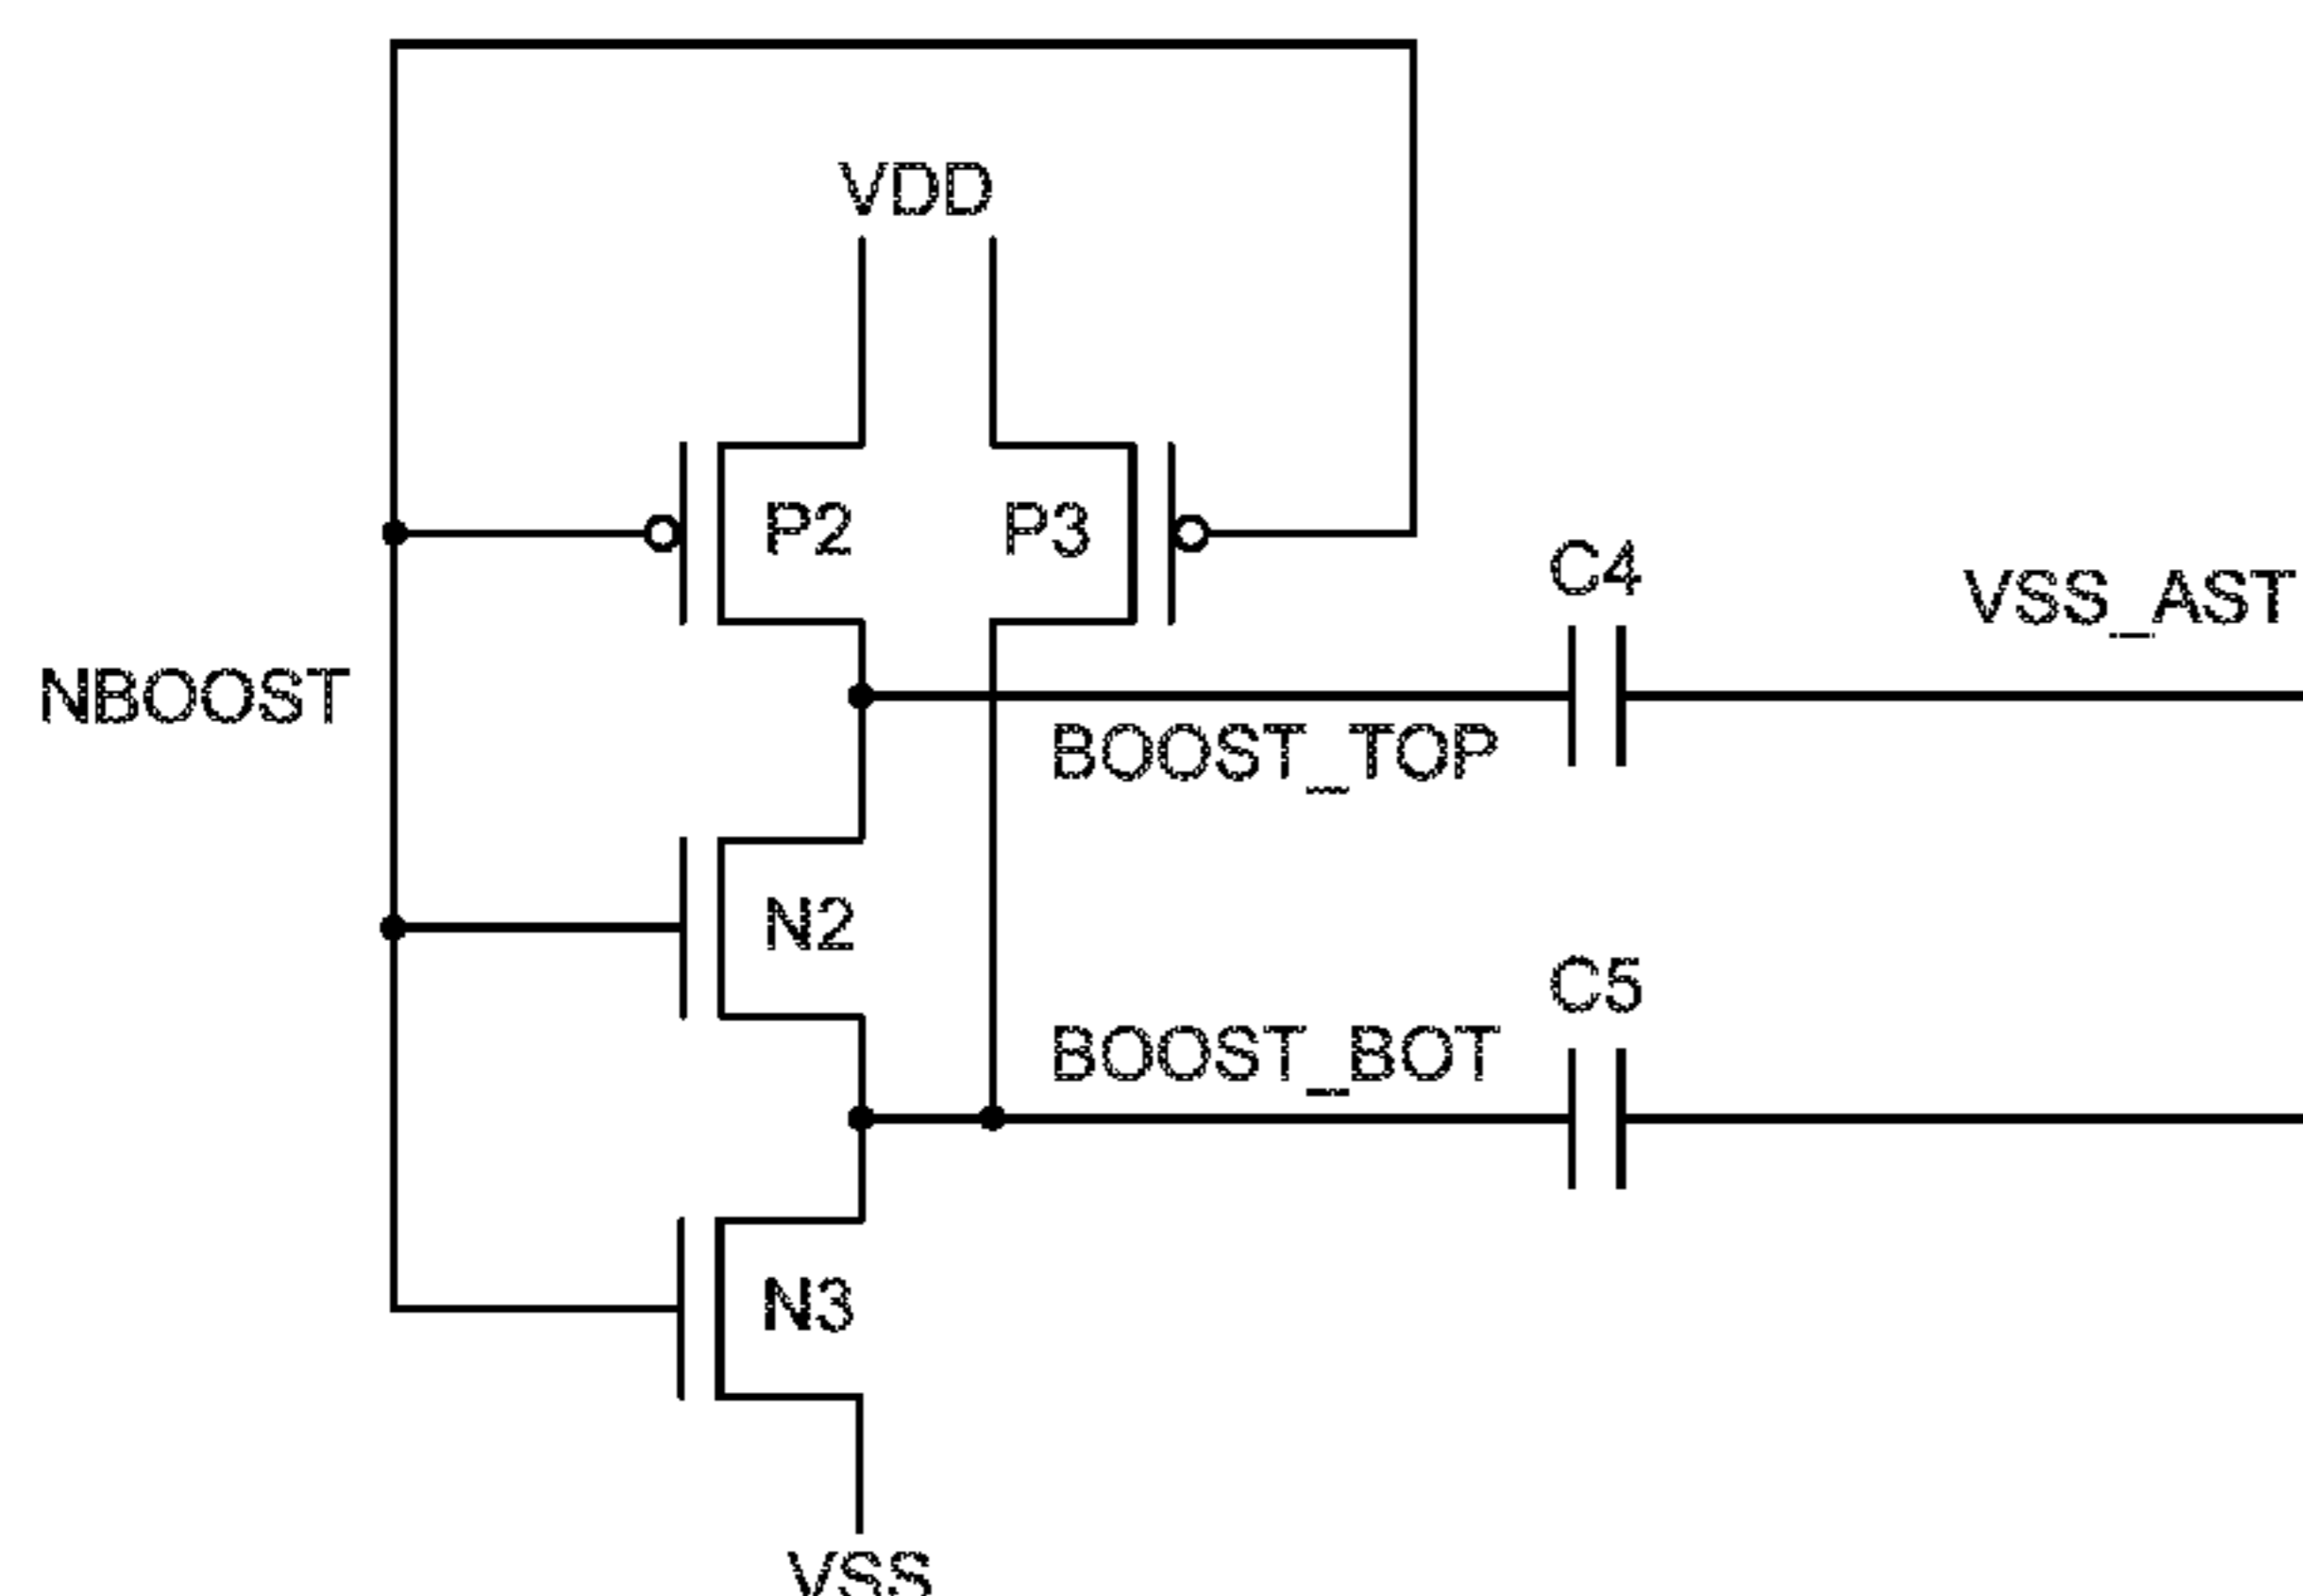 VDD
P2
P3
C4
VSS_AST
NBOOST
BOOST_TOP
N2
C5
BOOST_BOT
N3
VSS